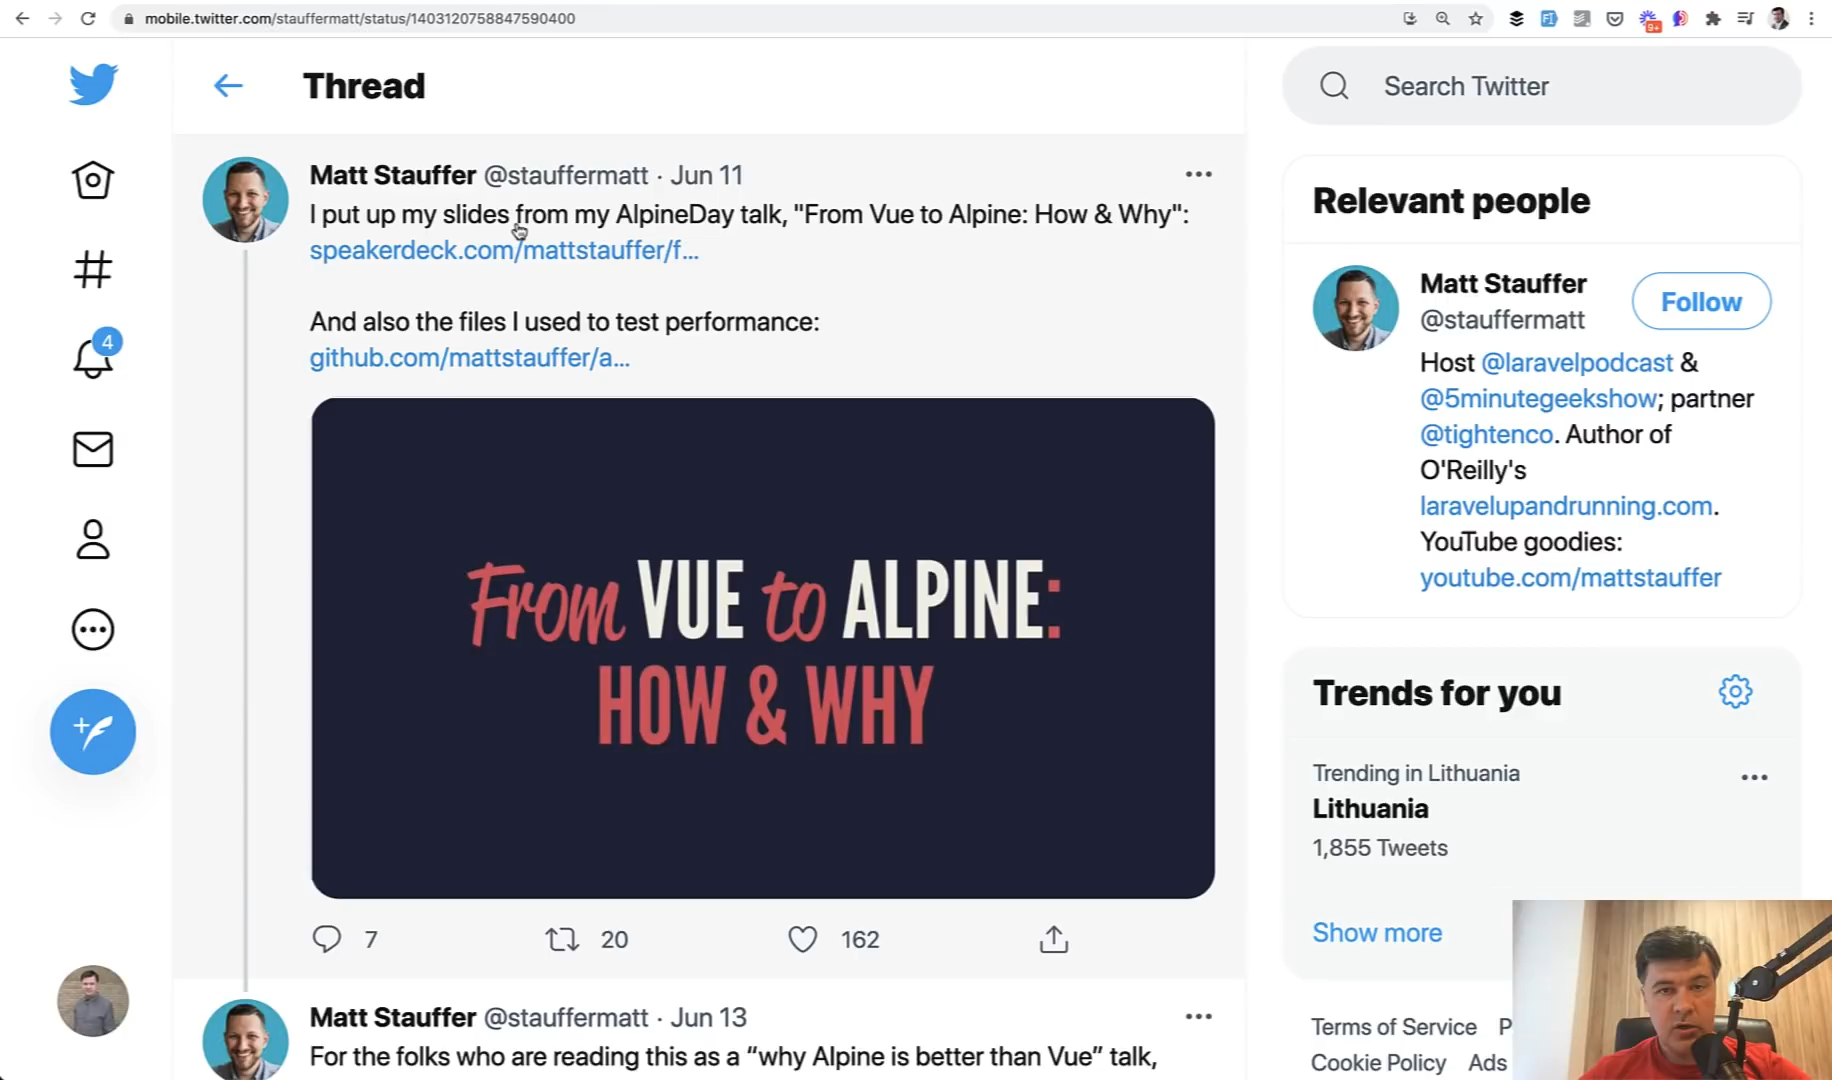 mobile.twitter.com/stauffermatt/status/1403120758847590400
9+
Thread
Search Twitter
Matt Stauffer @stauffermatt · Jun 11
I put up my slides from my AlpineDay talk, "From Vue to Alpine: How & Why":
speakerdeck.com/mattstauffer/f...
And also the files I used to test performance:
github.com/mattstauffer/a...
From VUE to ALPINE:
HOW & WHY
7
20
162
Matt Stauffer @stauffermatt · Jun 13
For the folks who are reading this as a “why Alpine is better than Vue” talk,
4
Relevant people
Matt Stauffer
@stauffermatt
Follow
Host @laravelpodcast &
@5minutegeekshow; partner
@tightenco. Author of
O'Reilly's
laravelupandrunning.com.
YouTube goodies:
youtube.com/mattstauffer
Trends for you
Trending in Lithuania
Lithuania
1,855 Tweets
Show more
Terms of Service P
Cookie Policy Ads